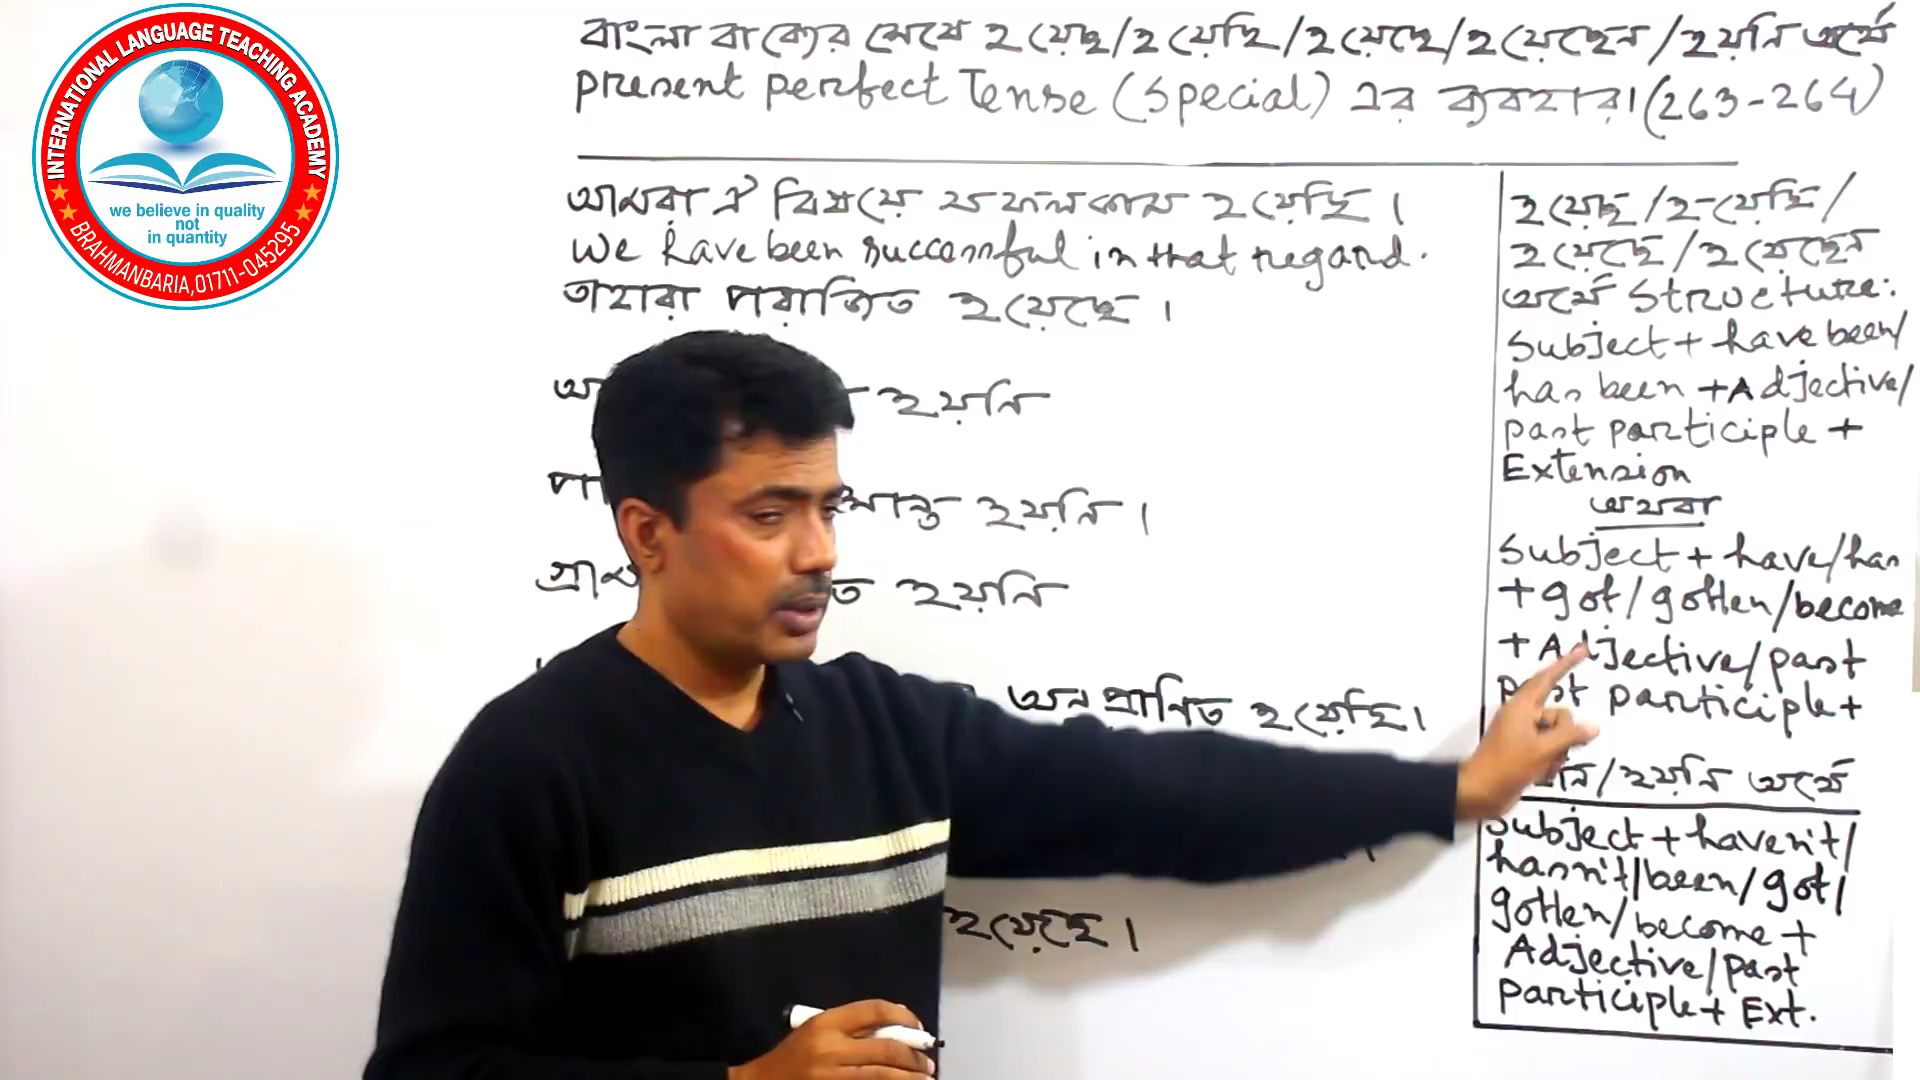 INTERNATIONAL LANGUAGE TEACHING ACADEMY
we believe in quality
not
in quantity
BRAHMANBARIA,01711-045295
বাংলা বাক্যের শেষে হয়েছ/হয়েছি/হয়েছে/হয়েছেন/হয়নি অর্থে
Present perfect Tense (Special) এর ব্যবহার। (263-264)
আমরা ঐ বিষয়ে সফলকাম হয়েছি।
We have been successful in that regard.
তাহারা পরাজিত হয়েছে।
হয়নি
হয়নি।
হয়নি
অনুপ্রাণিত হয়েছি।
হয়েছে।
হয়েছ/হয়েছি/
হয়েছে/হয়েছেন
অর্থে Structure:
Subject + have been/
has been + Adjective/
past participle +
Extension
অথবা
Subject + have/has
+ got/gotten/become
+ Adjective/past
past participle +
হয়নি অর্থে
Subject + haven't/
hasn't/been/got/
gotten/become +
Adjective/past
participle + Ext.